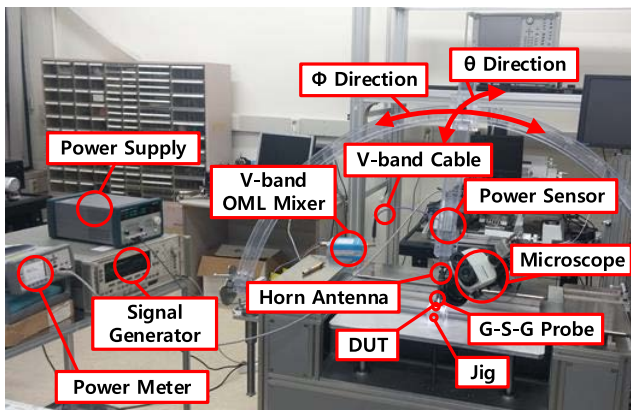 θ Direction
Φ Direction
Power Supply
V-band Cable
V-band
OML Mixer
Power Sensor
Microscope
Horn Antenna
Signal
Generator
G-S-G Probe
DUT
Jig
Power Meter